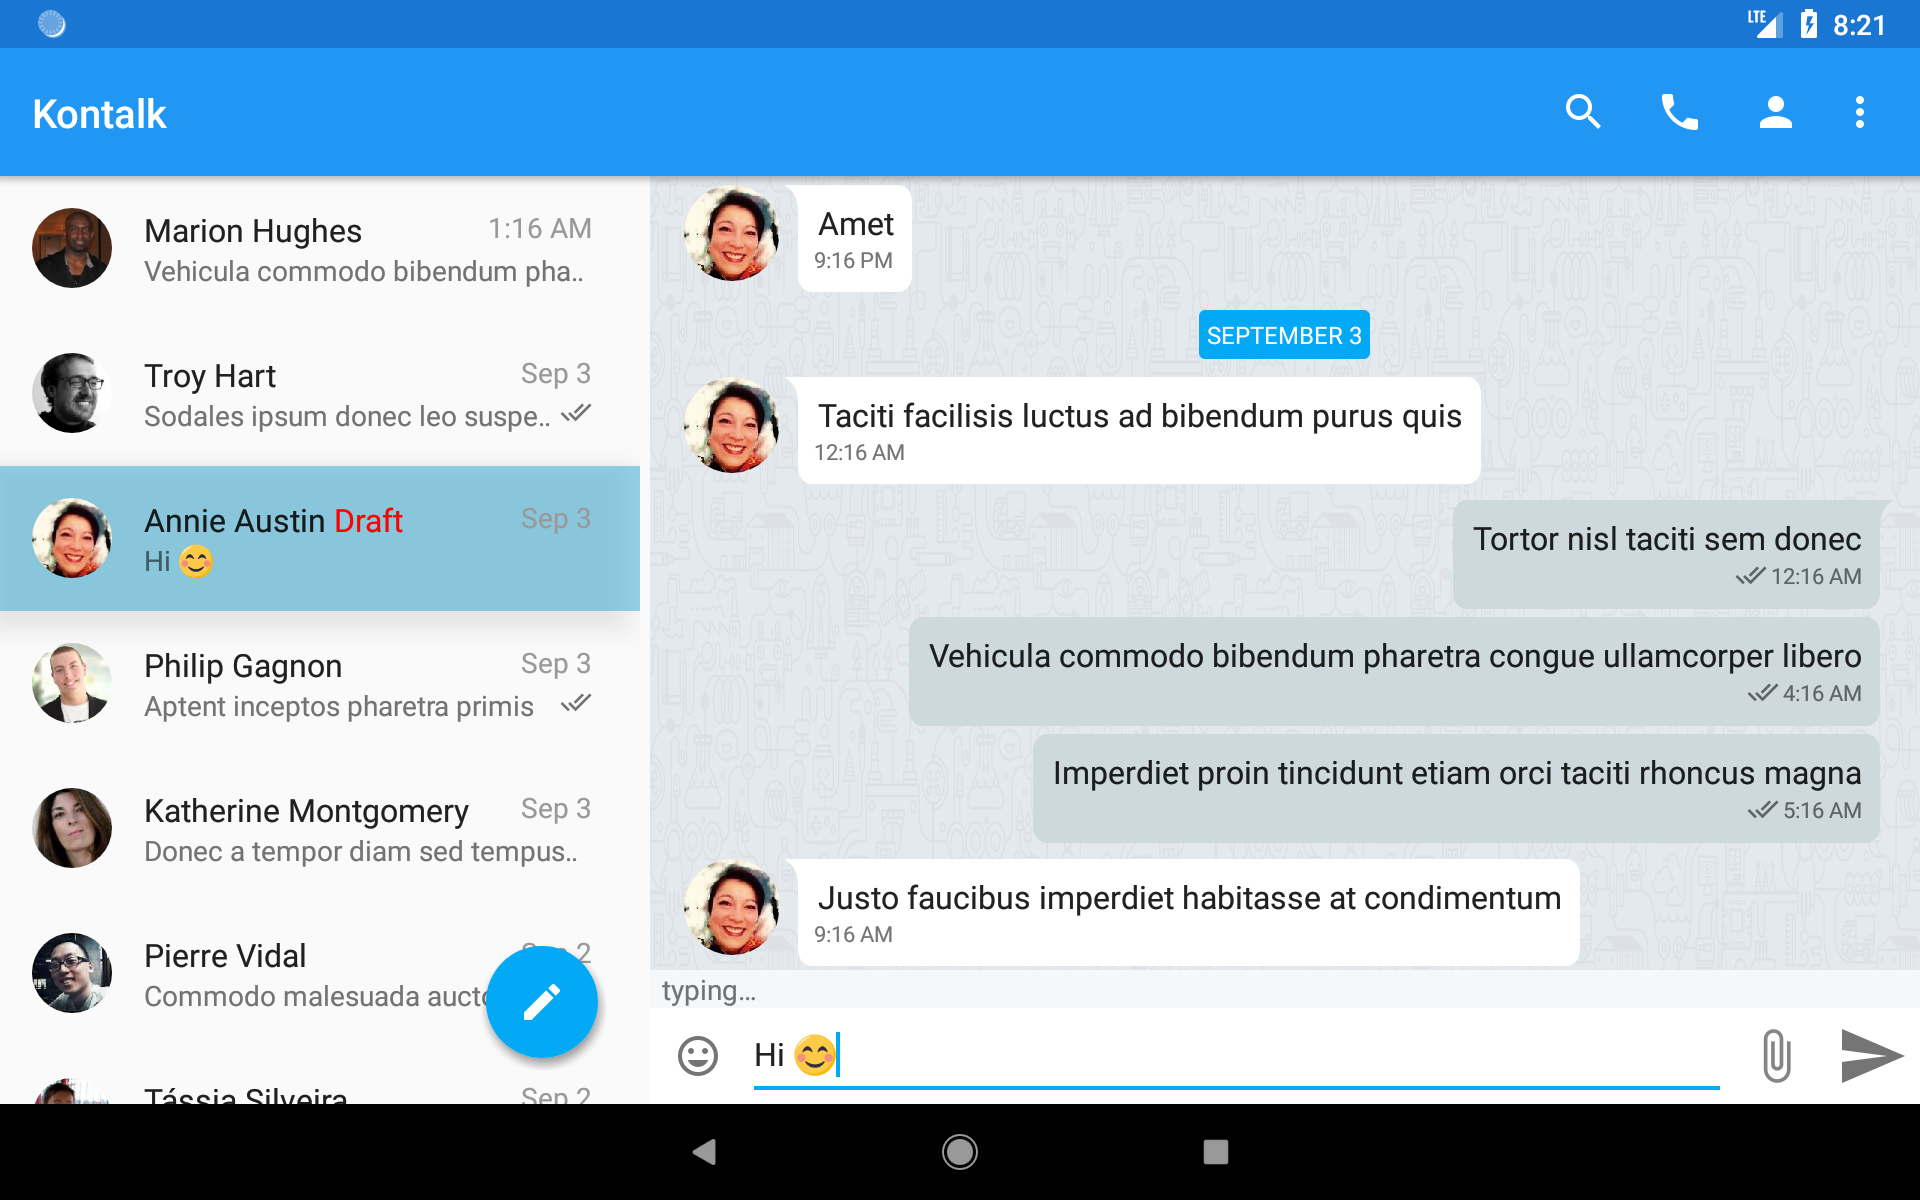 LTE 8:21
Kontalk
Marion Hughes 1:16 AM
Vehicula commodo bibendum pha..
Troy Hart Sep 3
Sodales ipsum donec leo suspe..
Annie Austin Draft Sep 3
Hi 😊
Philip Gagnon Sep 3
Aptent inceptos pharetra primis
Katherine Montgomery Sep 3
Donec a tempor diam sed tempus..
Pierre Vidal Sep 2
Commodo malesuada aucto
Tássia Silveira Sep 2
Amet
9:16 PM
SEPTEMBER 3
Taciti facilisis luctus ad bibendum purus quis
12:16 AM
Tortor nisl taciti sem donec
12:16 AM
Vehicula commodo bibendum pharetra congue ullamcorper libero
4:16 AM
Imperdiet proin tincidunt etiam orci taciti rhoncus magna
5:16 AM
Justo faucibus imperdiet habitasse at condimentum
9:16 AM
typing...
Hi 😊